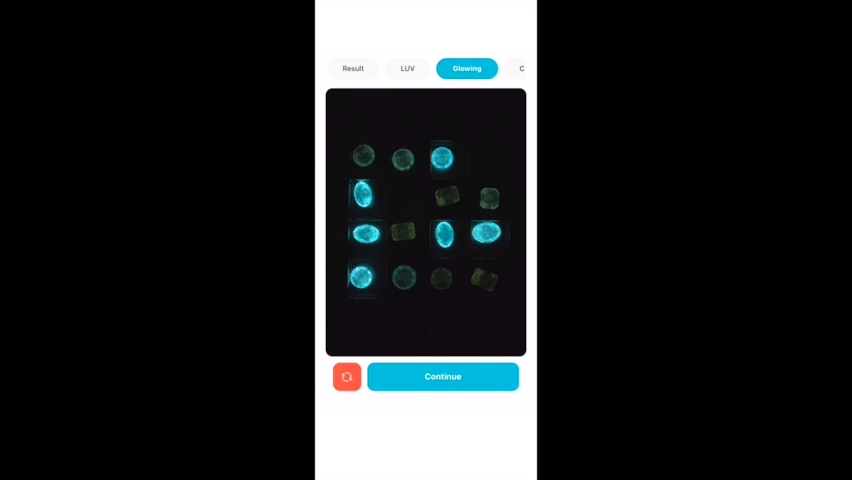 Result
LUV
Glowing
C
Continue